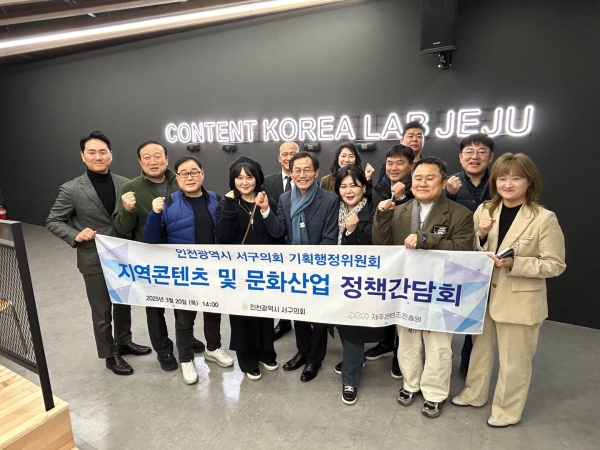 CONTENT KOREA LAB JEJU
인천광역시 서구의회 기획행정위원회
지역콘텐츠 및 문화산업 정책간담회
2025년 3월 20일 (목) 14:00 인천광역시 서구의회 제주콘텐츠진흥원